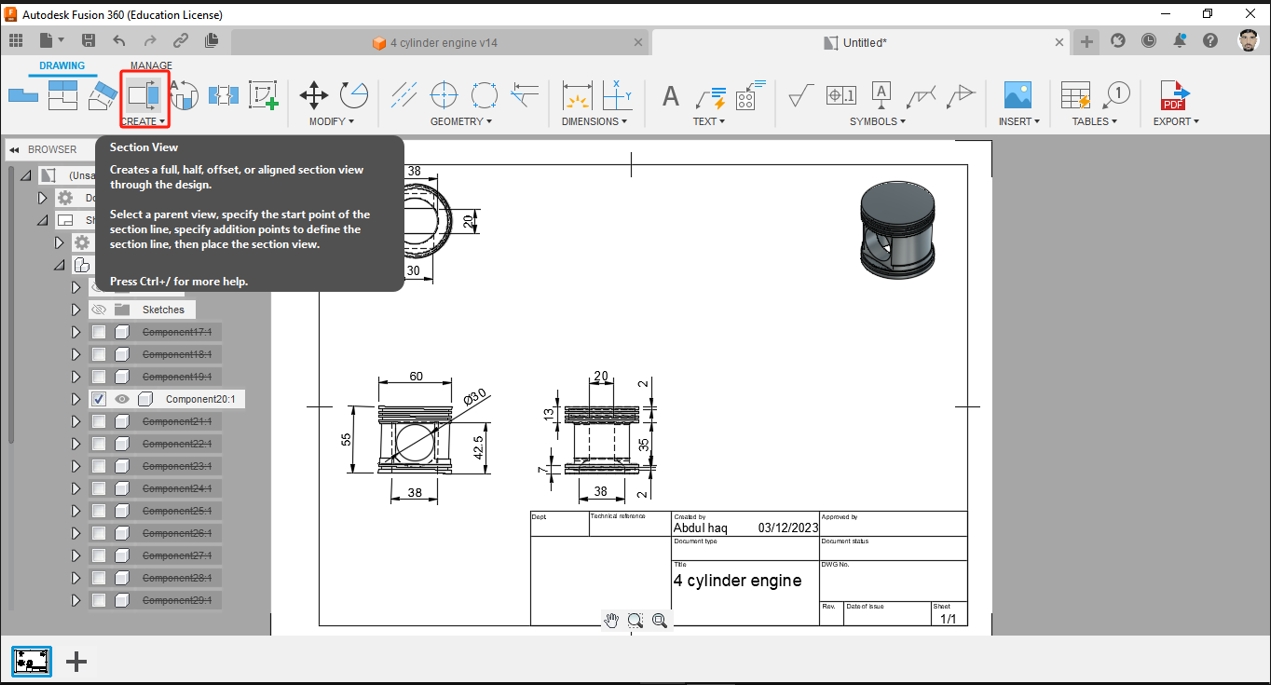 Autodesk Fusion 360 (Education License)
4 cylinder engine v14
Untitled*
DRAWING
MANAGE
CREATE
MODIFY
GEOMETRY
DIMENSIONS
TEXT
SYMBOLS
INSERT
TABLES
EXPORT
BROWSER
Section View
Creates a full, half, offset, or aligned section view
through the design.
Select a parent view, specify the start point of the
section line, specify addition points to define the
section line, then place the section view.
Press Ctrl+/ for more help.
(Unsa
Do
Sh
Sketches
Component17:1
Component18:1
Component19:1
Component20:1
Component21:1
Component22:1
Component23:1
Component24:1
Component25:1
Component26:1
Component27:1
Component28:1
Component29:1
38
20
30
60
Ø30
55
42.5
38
20
2
13
35
7
38
2
Dept
Technical reference
Created by
Approved by
Abdul haq 03/12/2023
Document type
Document status
Title
DWG No.
4 cylinder engine
Rev.
Date of issue
Sheet
1/1